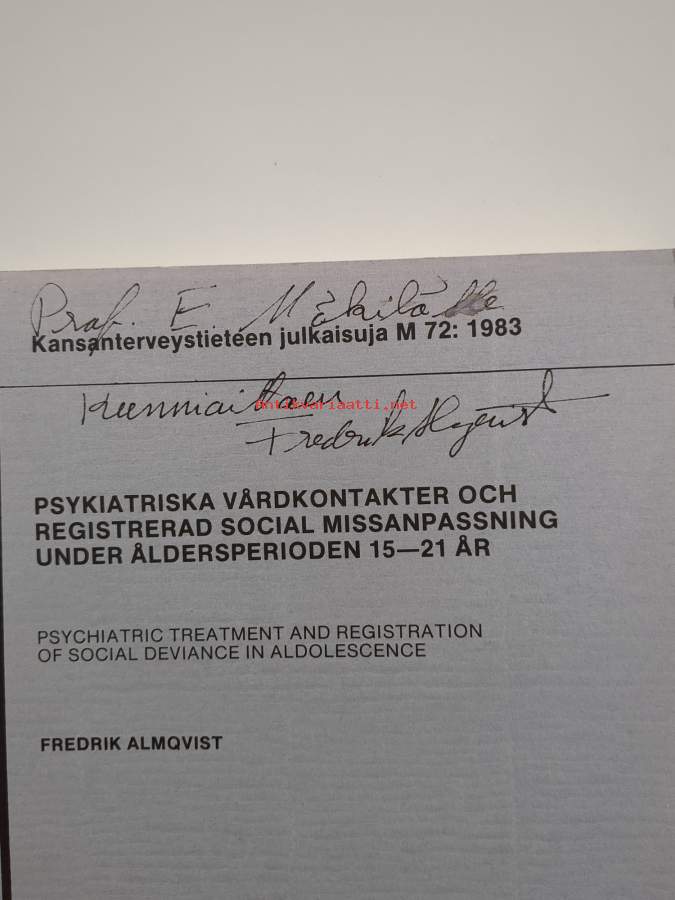 Prof. E. Mäkilälle
Kansanterveystieteen julkaisuja M 72: 1983
Kunnioittaen
antikvariaatti.net
Fredrik Almqvist
PSYKIATRISKA VÅRDKONTAKTER OCH
REGISTRERAD SOCIAL MISSANPASSNING
UNDER ÅLDERSPERIODEN 15—21 ÅR
PSYCHIATRIC TREATMENT AND REGISTRATION
OF SOCIAL DEVIANCE IN ALDOLESCENCE
FREDRIK ALMQVIST